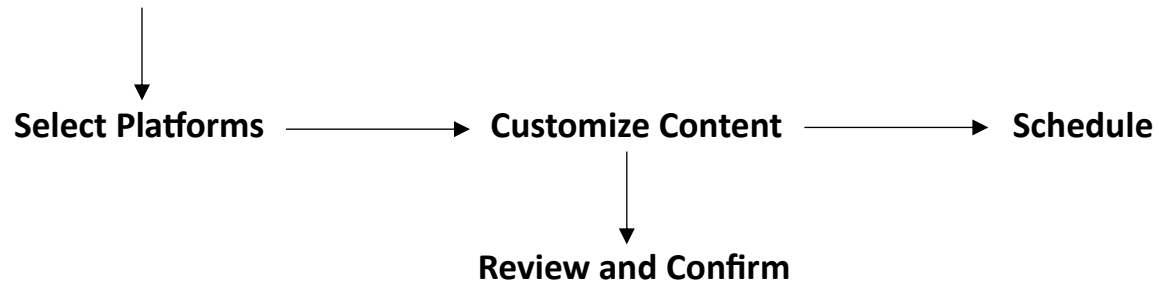 Select Platforms
Customize Content
Schedule
Review and Confirm